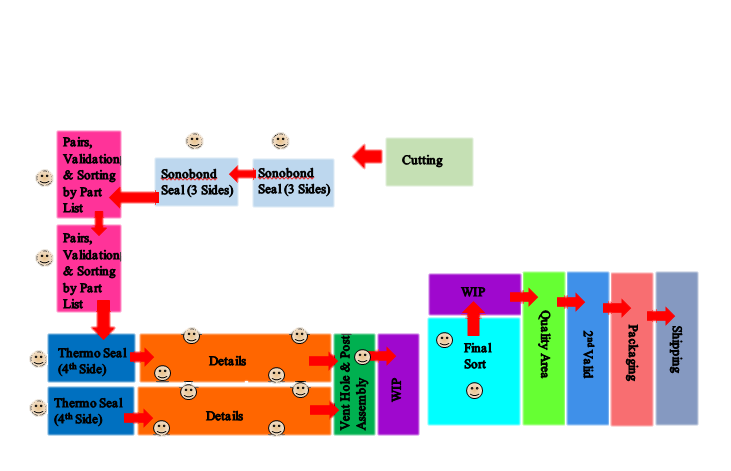 Pairs,
Validation,
& Sorting
by Part
List
Sonobond
Seal (3 Sides)
Sonobond
Seal (3 Sides)
Cutting
Pairs,
Validation,
& Sorting
by Part
List
Thermo Seal
(4th Side)
Details
Thermo Seal
(4th Side)
Details
Vent Hole & Post
Assembly
WIP
WIP
Final
Sort
Quality Area
2nd Valid
Packaging
Shipping